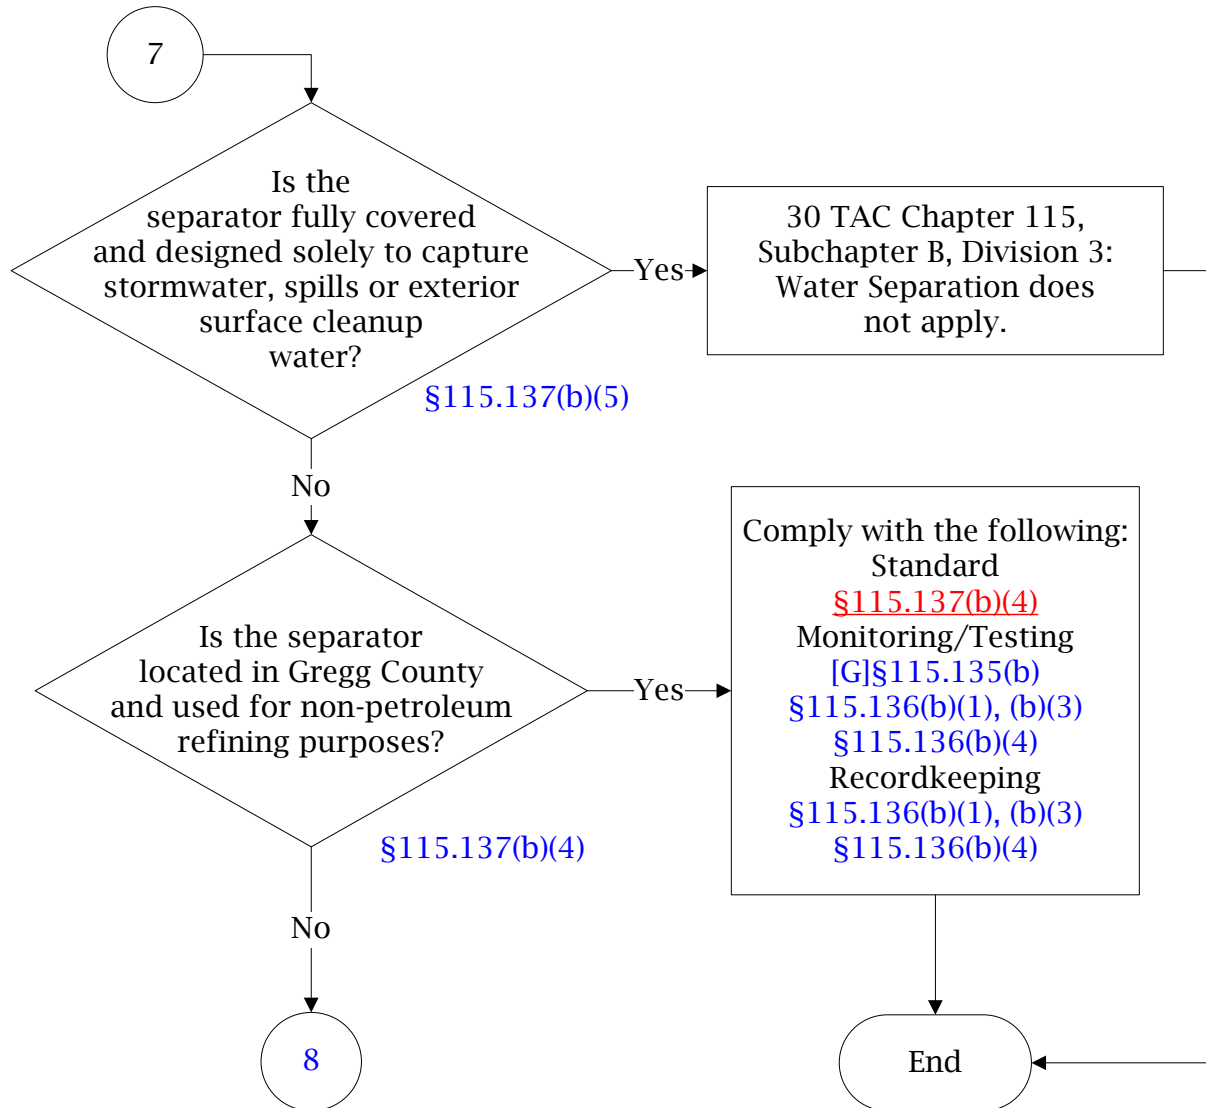 7
Is the
separator fully covered
and designed solely to capture
stormwater, spills or exterior
surface cleanup
water?
§115.137(b)(5)
Yes
30 TAC Chapter 115,
Subchapter B, Division 3:
Water Separation does
not apply.
No
Is the separator
located in Gregg County
and used for non-petroleum
refining purposes?
§115.137(b)(4)
Yes
Comply with the following:
Standard
§115.137(b)(4)
Monitoring/Testing
[G]§115.135(b)
§115.136(b)(1), (b)(3)
§115.136(b)(4)
Recordkeeping
§115.136(b)(1), (b)(3)
§115.136(b)(4)
No
8
End